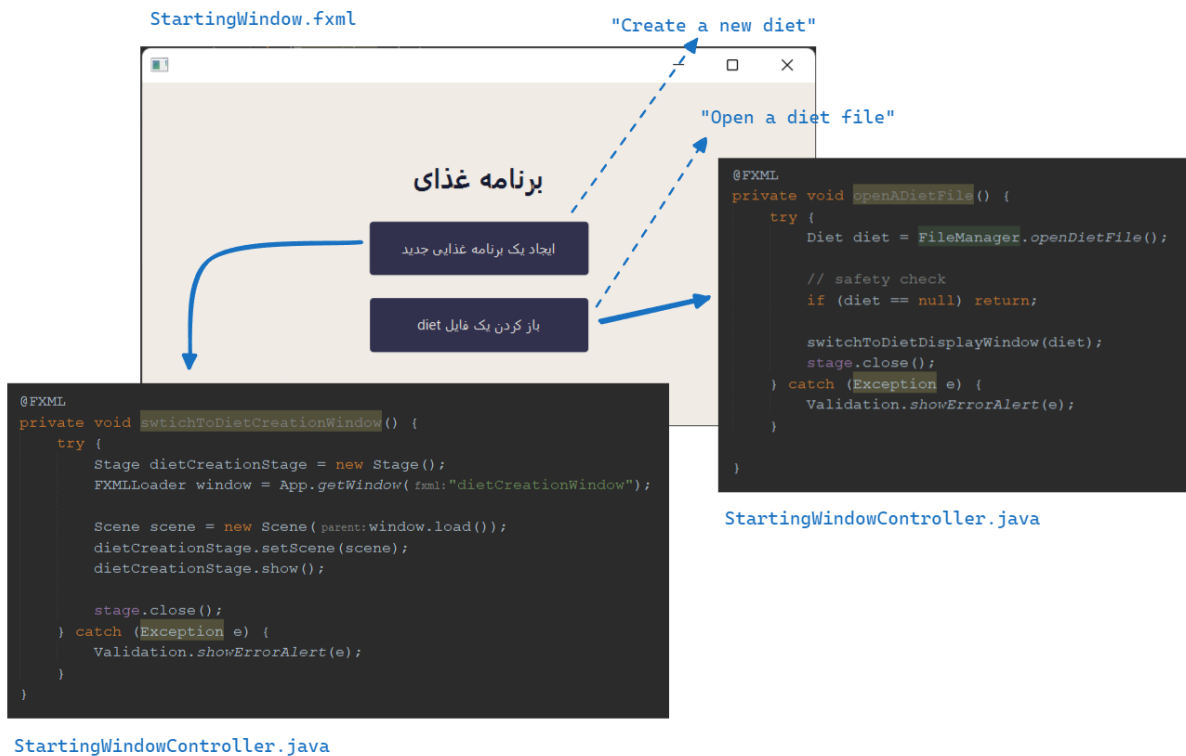 StartingWindow.fxml
"Create a new diet"
"Open a diet file"
برنامه غذای
ایجاد یک برنامه غذایی جدید
باز کردن یک فایل diet
@FXML
private void openADietFile() {
try {
Diet diet = FileManager.openDietFile();
// safety check
if (diet == null) return;
switchToDietDisplayWindow(diet);
stage.close();
} catch (Exception e) {
Validation.showErrorAlert(e);
}
}
StartingWindowController.java
@FXML
private void swtichToDietCreationWindow() {
try {
Stage dietCreationStage = new Stage();
FXMLLoader window = App.getWindow( fxml: "dietCreationWindow");
Scene scene = new Scene( parent: window.load());
dietCreationStage.setScene(scene);
dietCreationStage.show();
stage.close();
} catch (Exception e) {
Validation.showErrorAlert(e);
}
}
StartingWindowController.java